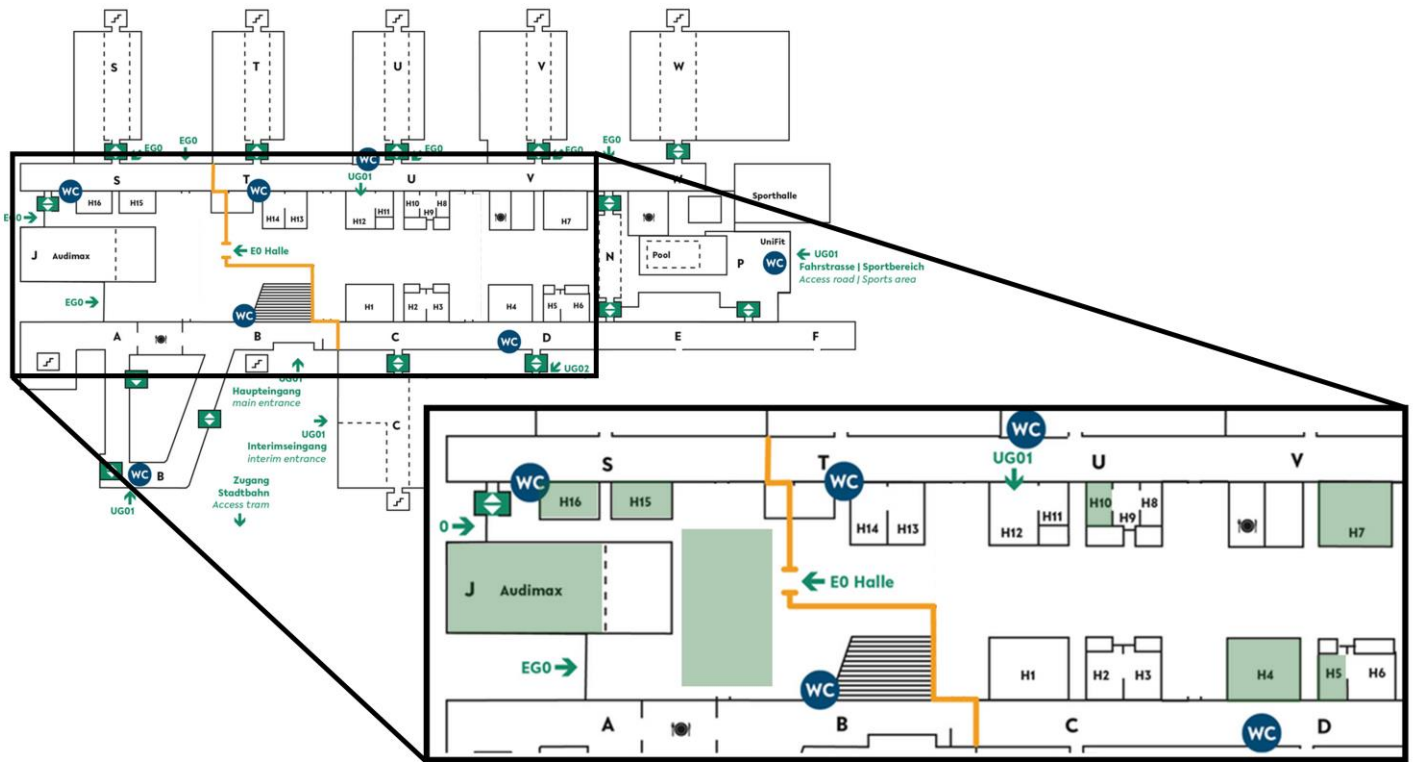 S
T
U
V
W
EG0
EG0
EG0
EG0
EG0
WC
S
T
U
V
WC
WC
UG01
H16
H15
H14
H13
H12
H11
H10
H9
H8
H7
Sporthalle
J
Audimax
E0 Halle
N
Pool
UniFit
P
WC
UG01
Fahrstrasse | Sportbereich
Access road | Sports area
EG0
WC
H1
H2
H3
H4
H5
H6
A
B
C
WC
D
E
F
UG02
UG01
Haupteingang
main entrance
UG01
Interimseingang
interim entrance
C
WC
B
UG01
Zugang
Stadtbahn
Access tram
WC
S
T
UG01
U
V
WC
WC
H16
H15
H14
H13
H12
H11
H10
H9
H8
H7
0
J
Audimax
E0 Halle
EG0
WC
H1
H2
H3
H4
H5
H6
A
B
C
WC
D